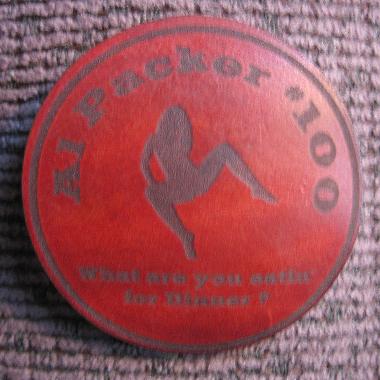 Al Packer #100
What are you eatin'
for Dinner ?